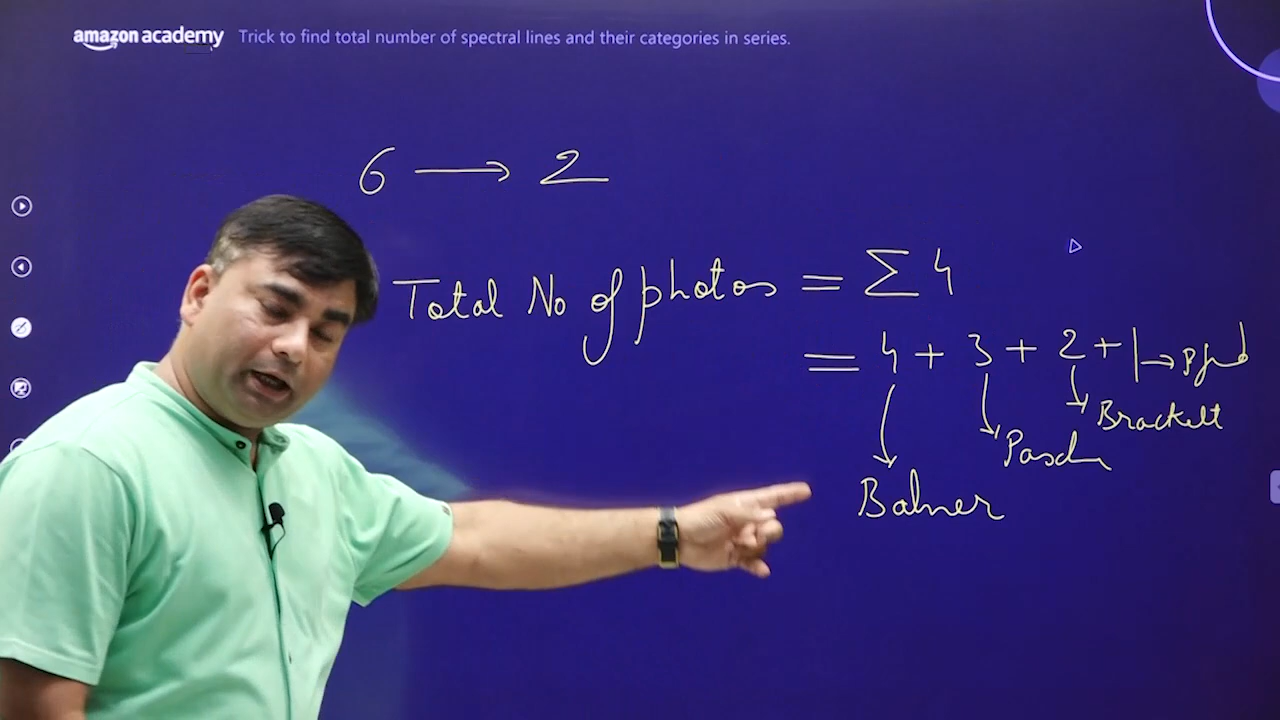 amazon academy Trick to find total number of spectral lines and their categories in series.
6 → 2
Total No of photos = Σ 4
= 4 + 3 + 2 + 1 → Pfund
Brackett
Pasch
Balmer